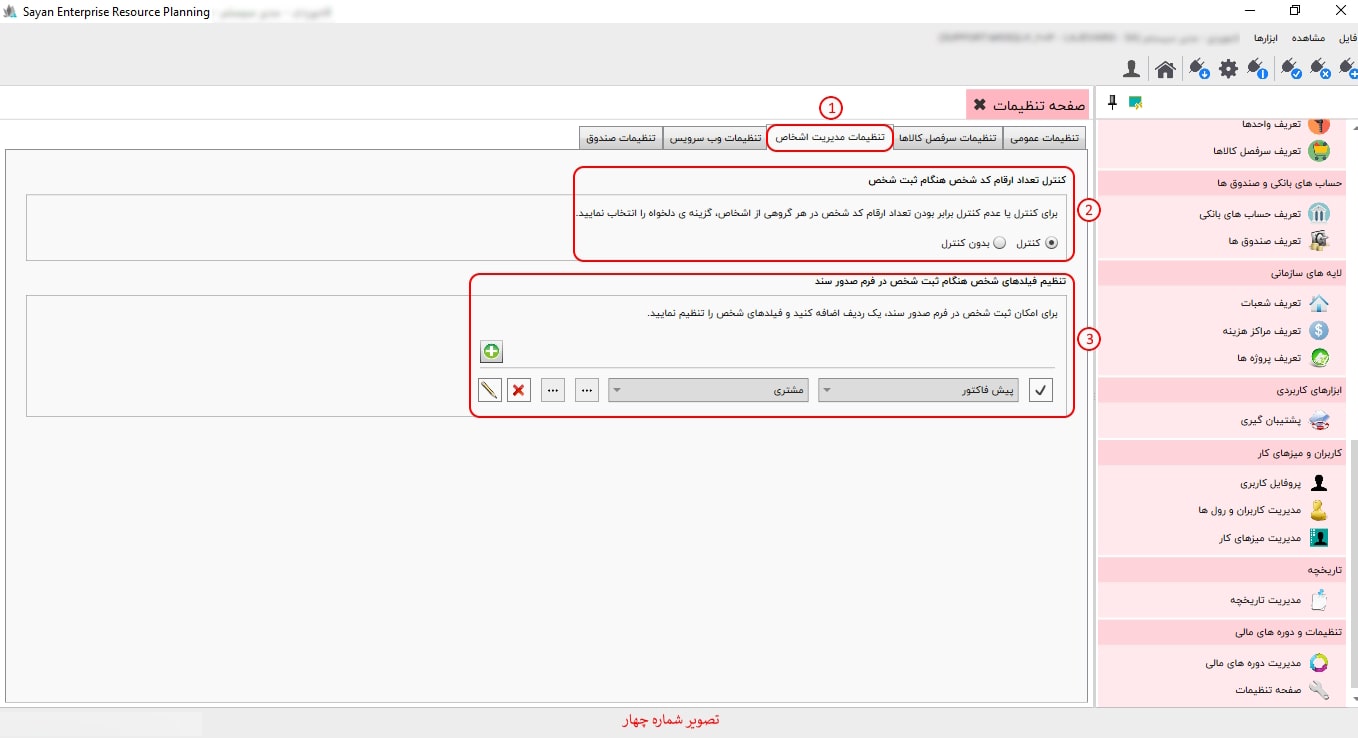 Sayan Enterprise Resource Planning
فایل مشاهده ابزارها
صفحه تنظیمات
1
تنظیمات عمومی تنظیمات سرفصل کالاها تنظیمات مدیریت اشخاص تنظیمات وب سرویس تنظیمات صندوق
کنترل تعداد ارقام کد شخص هنگام ثبت شخص
2
برای کنترل یا عدم کنترل برابر بودن تعداد ارقام کد شخص در هر گروهی از اشخاص، گزینه ی دلخواه را انتخاب نمایید.
کنترل بدون کنترل
تنظیم فیلدهای شخص هنگام ثبت شخص در فرم صدور سند
3
برای امکان ثبت شخص در فرم صدور سند، یک ردیف اضافه کنید و فیلدهای شخص را تنظیم نمایید.
پیش فاکتور مشتری ... ...
تعریف واحدها
تعریف سرفصل کالاها
حساب های بانکی و صندوق ها
تعریف حساب های بانکی
تعریف صندوق ها
لایه های سازمانی
تعریف شعبات
تعریف مراکز هزینه
تعریف پروژه ها
ابزارهای کاربردی
پشتیبان گیری
کاربران و میزهای کار
پروفایل کاربری
مدیریت کاربران و رول ها
مدیریت میزهای کار
تاریخچه
مدیریت تاریخچه
تنظیمات و دوره های مالی
مدیریت دوره های مالی
صفحه تنظیمات
تصویر شماره چهار